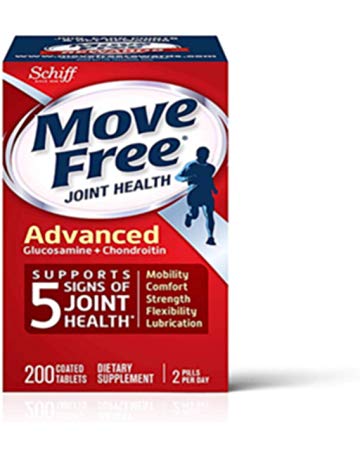 Schiff
Move
Free®
JOINT HEALTH
Advanced
Glucosamine + Chondroitin
SUPPORTS
5 SIGNS OF
JOINT
HEALTH*
Mobility
Comfort
Strength
Flexibility
Lubrication
200 COATED TABLETS
DIETARY SUPPLEMENT
2 PILLS PER DAY